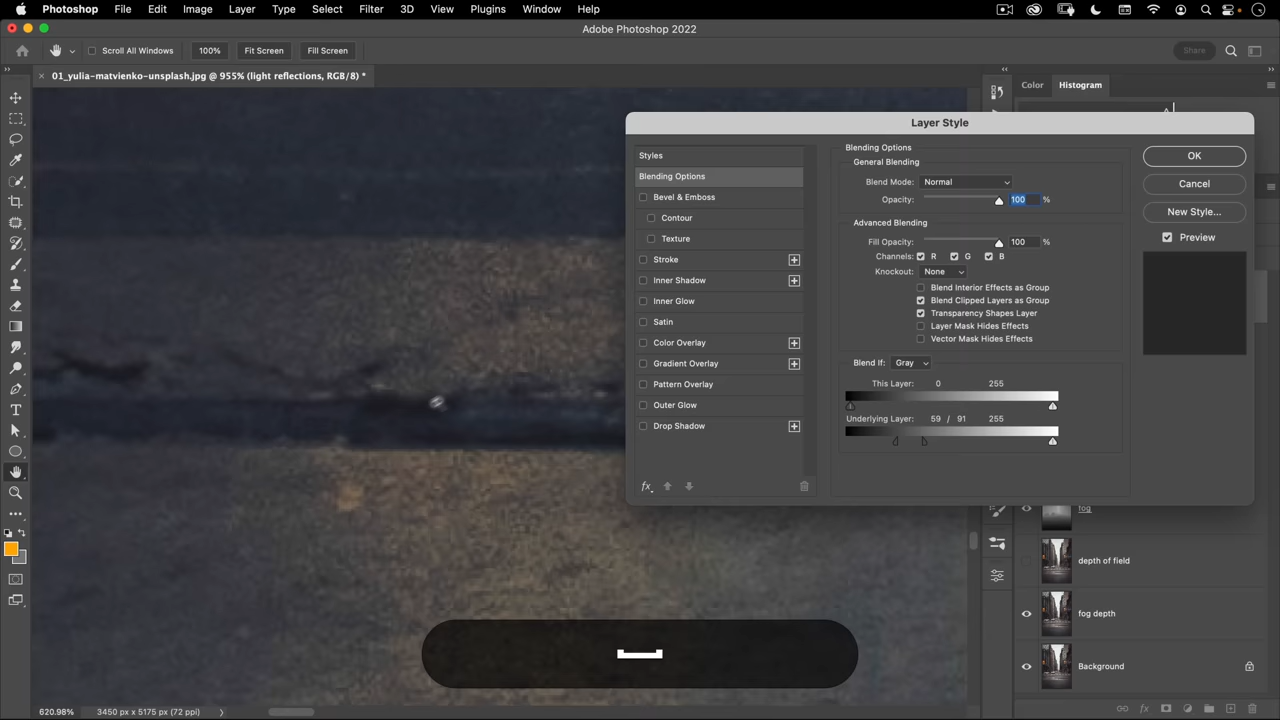 Photoshop File Edit Image Layer Type Select Filter 3D View Plugins Window Help
Adobe Photoshop 2022
Scroll All Windows 100% Fit Screen Fill Screen Share
01_yulia-matvienko-unsplash.jpg @ 955% (light reflections, RGB/8) *
Color Histogram
Layer Style
Styles
Blending Options
Bevel & Emboss
Contour
Texture
Stroke
Inner Shadow
Inner Glow
Satin
Color Overlay
Gradient Overlay
Pattern Overlay
Outer Glow
Drop Shadow
fx
Blending Options
General Blending
Blend Mode: Normal
Opacity: 100 %
Advanced Blending
Fill Opacity: 100 %
Channels: R G B
Knockout: None
Blend Interior Effects as Group
Blend Clipped Layers as Group
Transparency Shapes Layer
Layer Mask Hides Effects
Vector Mask Hides Effects
Blend If: Gray
This Layer: 0 255
Underlying Layer: 59 / 91 255
OK
Cancel
New Style...
Preview
fog
depth of field
fog depth
Background
620.98% 3450 px x 5175 px (72 ppi)
fx